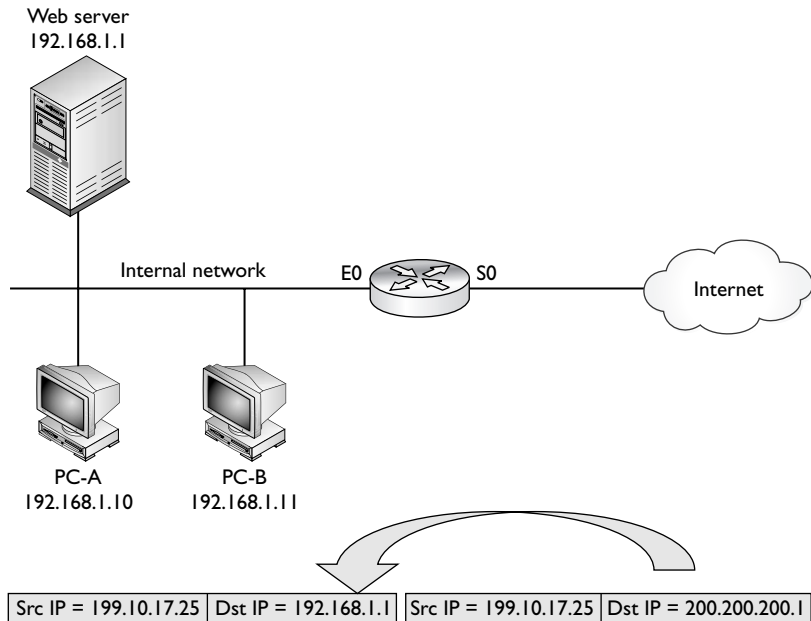 Web server
192.168.1.1
Internal network
E0
S0
Internet
PC-A
192.168.1.10
PC-B
192.168.1.11
Src IP = 199.10.17.25
Dst IP = 192.168.1.1
Src IP = 199.10.17.25
Dst IP = 200.200.200.1